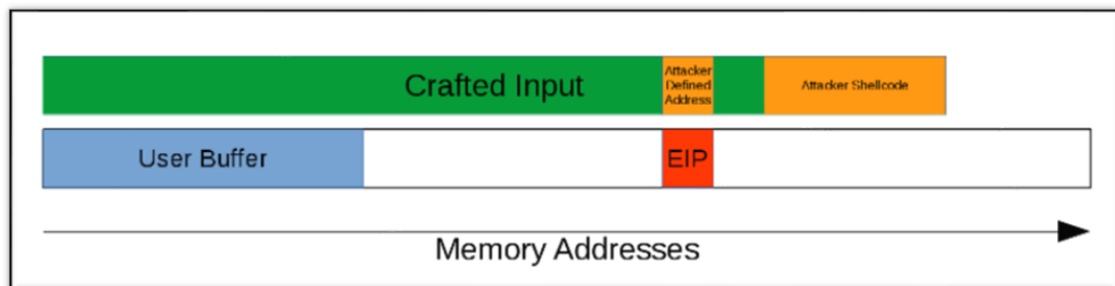 Crafted Input
Attacker
Defined
Address
Attacker Shellcode
User Buffer
EIP
Memory Addresses